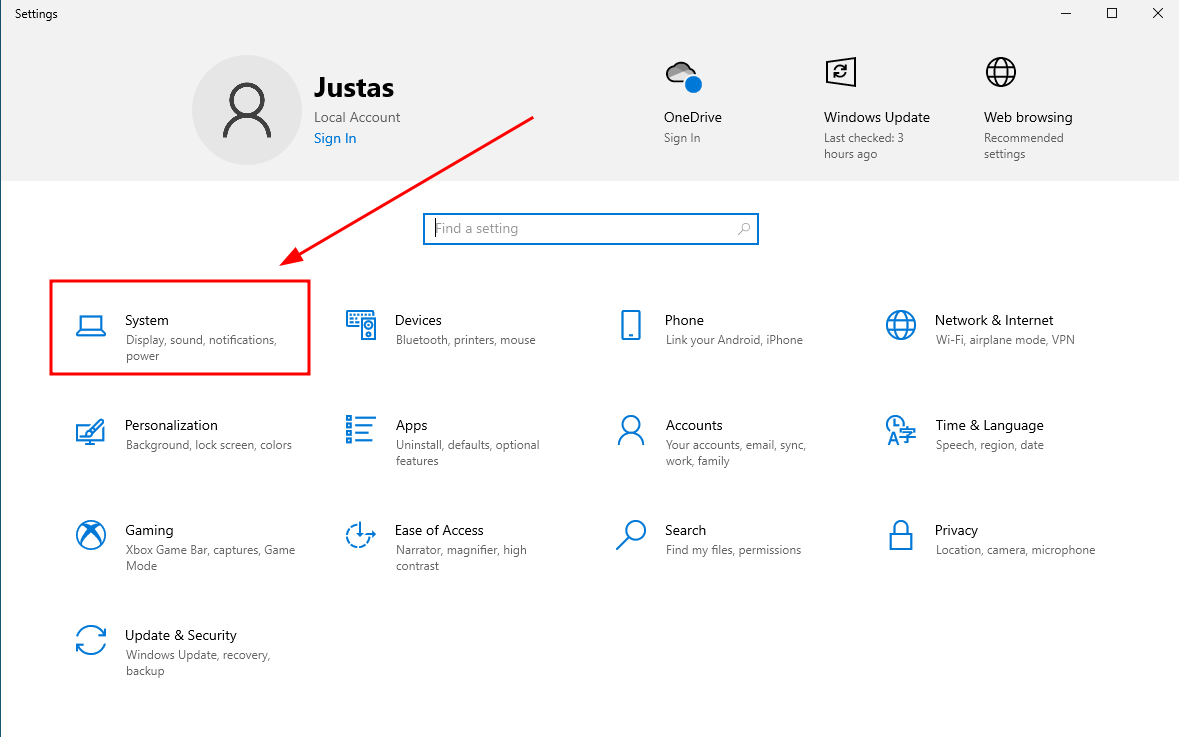 Settings
Justas
Local Account
Sign In
OneDrive
Sign In
Windows Update
Last checked: 3
hours ago
Web browsing
Recommended
settings
Find a setting
System
Display, sound, notifications,
power
Devices
Bluetooth, printers, mouse
Phone
Link your Android, iPhone
Network & Internet
Wi-Fi, airplane mode, VPN
Personalization
Background, lock screen, colors
Apps
Uninstall, defaults, optional
features
Accounts
Your accounts, email, sync,
work, family
Time & Language
Speech, region, date
Gaming
Xbox Game Bar, captures, Game
Mode
Ease of Access
Narrator, magnifier, high
contrast
Search
Find my files, permissions
Privacy
Location, camera, microphone
Update & Security
Windows Update, recovery,
backup